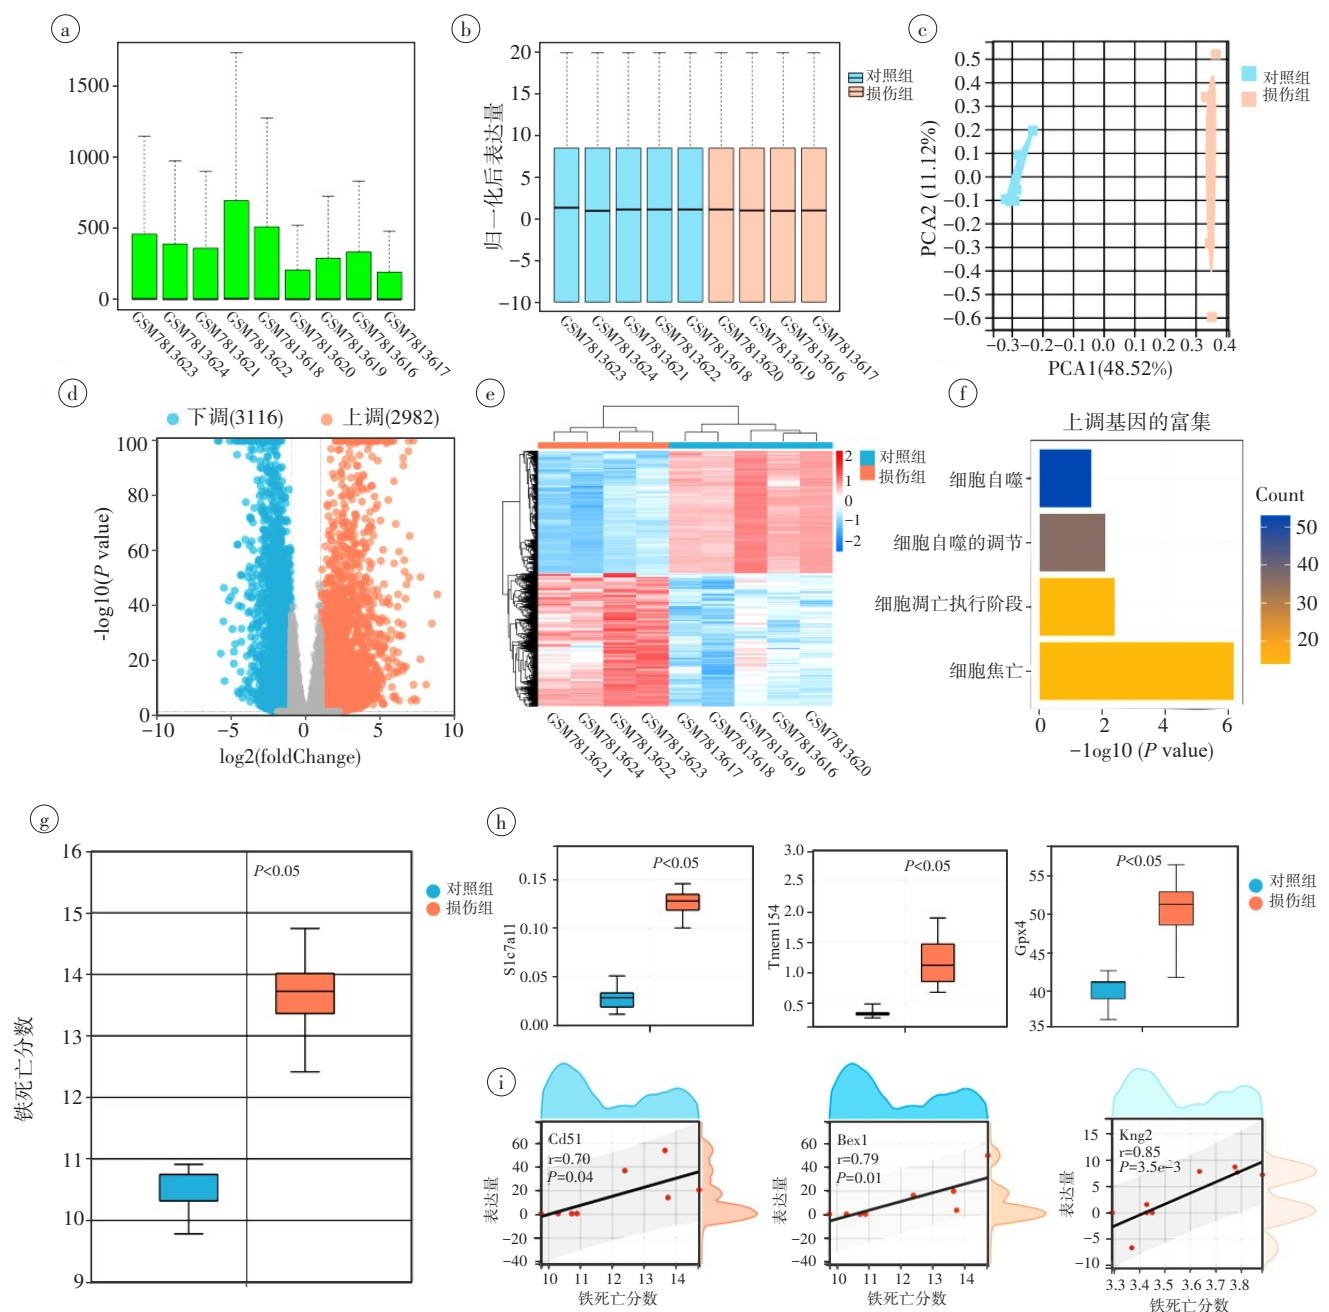 a
1500
1000
500
0
GSM7813623
GSM7813624
GSM7813621
GSM7813622
GSM7813618
GSM7813620
GSM7813619
GSM7813616
GSM7813617
b
归一化后表达量
20
15
10
5
0
−5
−10
GSM7813623
GSM7813624
GSM7813621
GSM7813622
GSM7813618
GSM7813620
GSM7813619
GSM7813616
GSM7813617
对照组
损伤组
c
PCA2 (11.12%)
0.5
0.4
0.3
0.2
0.1
0.0
−0.1
−0.2
−0.3
−0.4
−0.5
−0.6
−0.3 −0.2 −0.1 0.0 0.1 0.2 0.3 0.4
PCA1(48.52%)
对照组
损伤组
d
下调(3116) 上调(2982)
-log10(P value)
100
80
60
40
20
0
−10 −5 0 5 10
log2(foldChange)
e
2
1
0
−1
−2
对照组
损伤组
GSM7813621
GSM7813624
GSM7813622
GSM7813623
GSM7813617
GSM7813618
GSM7813619
GSM7813616
GSM7813620
f
上调基因的富集
细胞自噬
细胞自噬的调节
细胞凋亡执行阶段
细胞焦亡
0 2 4 6
−1og10 (P value)
Count
50
40
30
20
g
铁死亡分数
16
15
14
13
12
11
10
9
P<0.05
对照组
损伤组
h
S1c7a11
0.15
0.10
0.05
0.00
P<0.05
Tmem154
3.0
2.5
2.0
1.5
1.0
0.5
P<0.05
Gpx4
55
50
45
40
35
P<0.05
对照组
损伤组
i
表达量
60
40
20
0
−20
−40
Cd51
r=0.70
P=0.04
10 11 12 13 14
铁死亡分数
表达量
60
40
20
0
−20
−40
Bex1
r=0.79
P=0.01
10 11 12 13 14
铁死亡分数
表达量
15
10
5
0
−5
−10
Kng2
r=0.85
P=3.5e−3
3.3 3.4 3.5 3.6 3.7 3.8
铁死亡分数